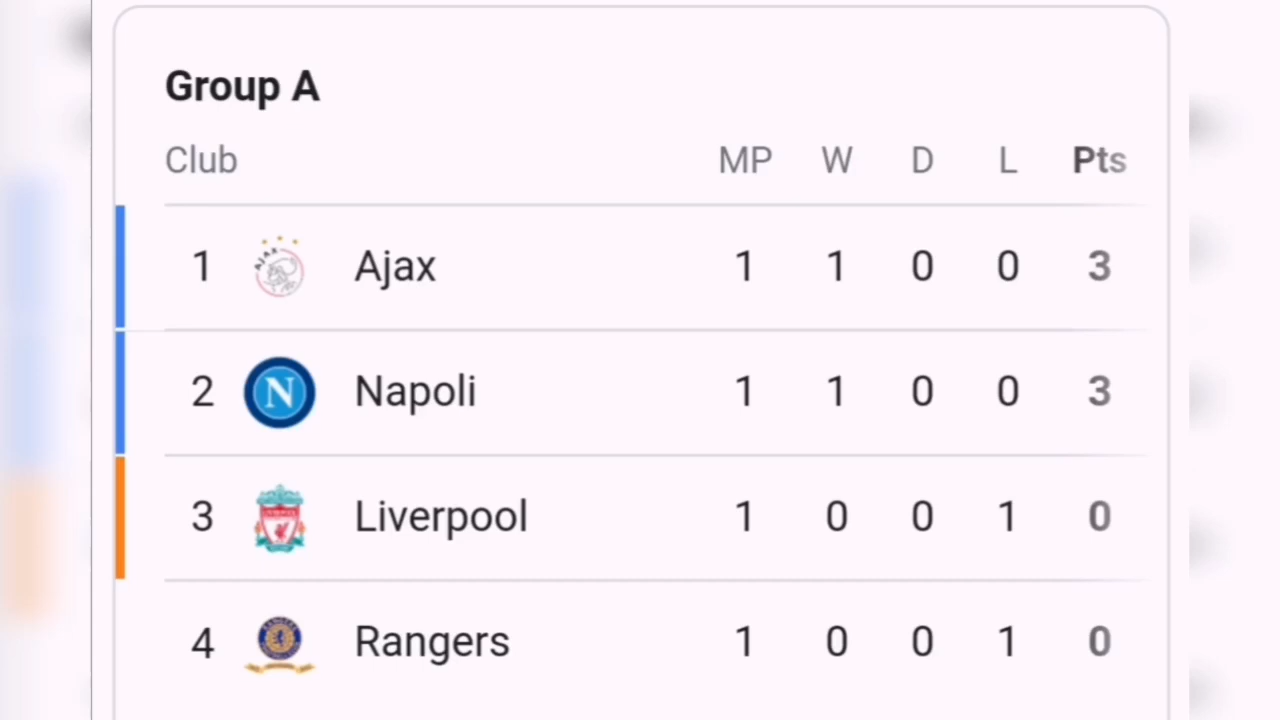 Group A
Club MP W D L Pts
1 AJAX Ajax 1 1 0 0 3
2 N Napoli 1 1 0 0 3
3 Liverpool 1 0 0 1 0
4 Rangers 1 0 0 1 0